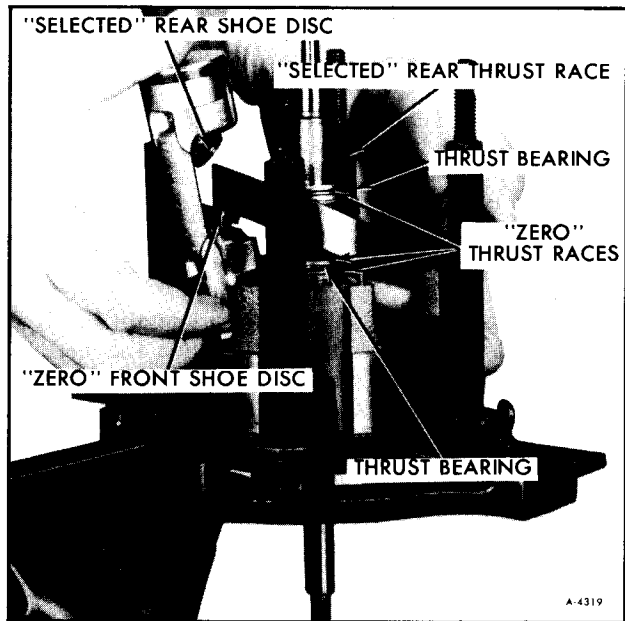 "SELECTED" REAR SHOE DISC
"SELECTED" REAR THRUST RACE
THRUST BEARING
"ZERO"
THRUST RACES
"ZERO" FRONT SHOE DISC
THRUST BEARING
A-4319